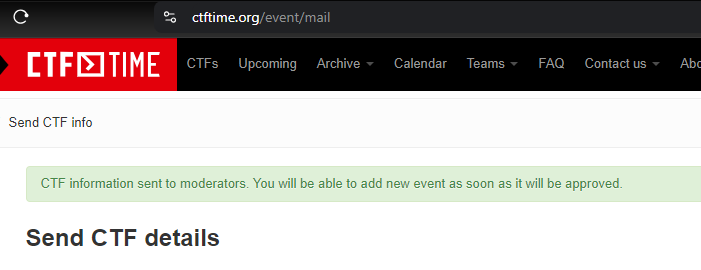 ctftime.org/event/mail
CTF TIME CTFs Upcoming Archive Calendar Teams FAQ Contact us Abo
Send CTF info
CTF information sent to moderators. You will be able to add new event as soon as it will be approved.
Send CTF details